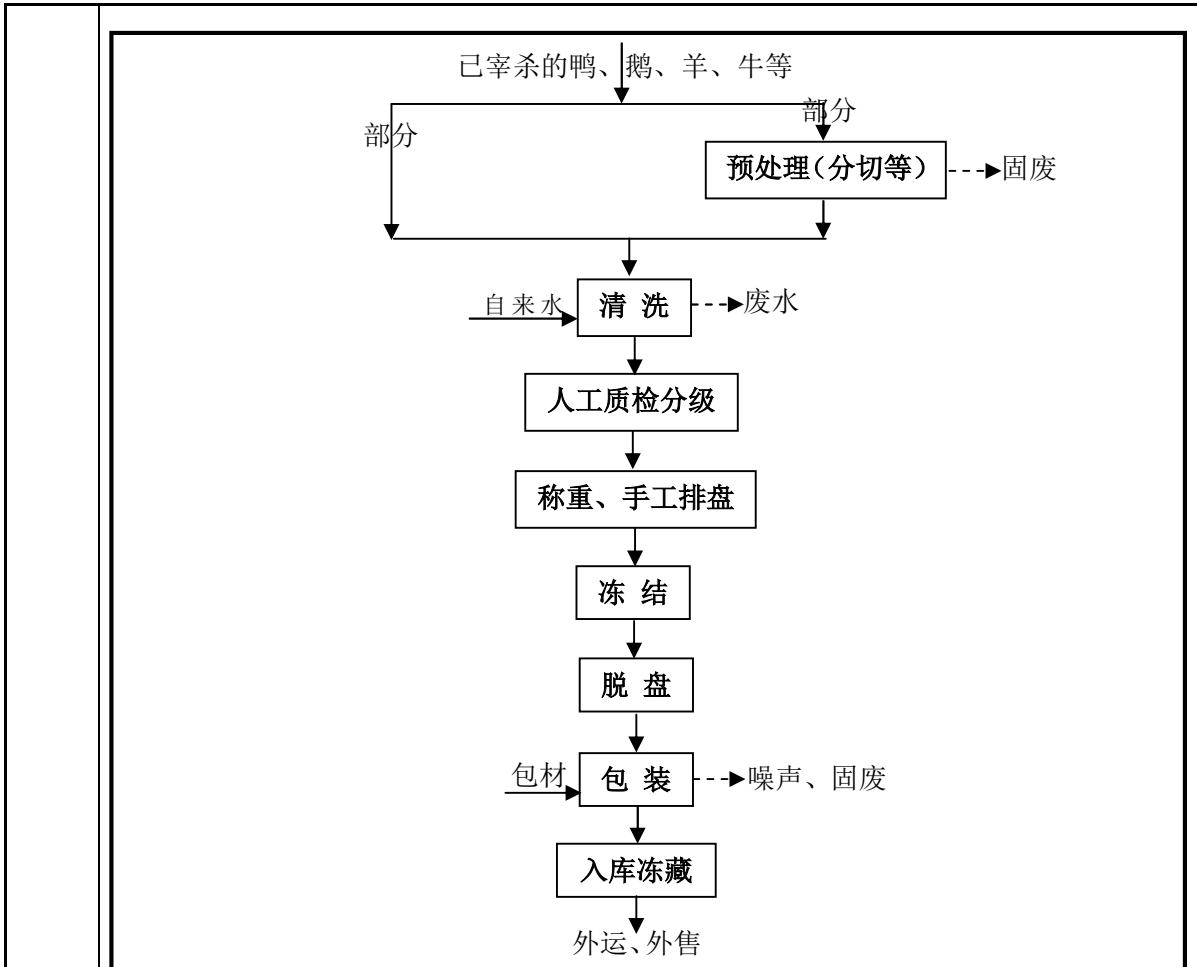 已宰杀的鸭、鹅、羊、牛等
部分
部分
预处理（分切等）
固废
自来水
清 洗
废水
人工质检分级
称重、手工排盘
冻 结
脱 盘
包材
包 装
噪声、固废
入库冻藏
外运、外售